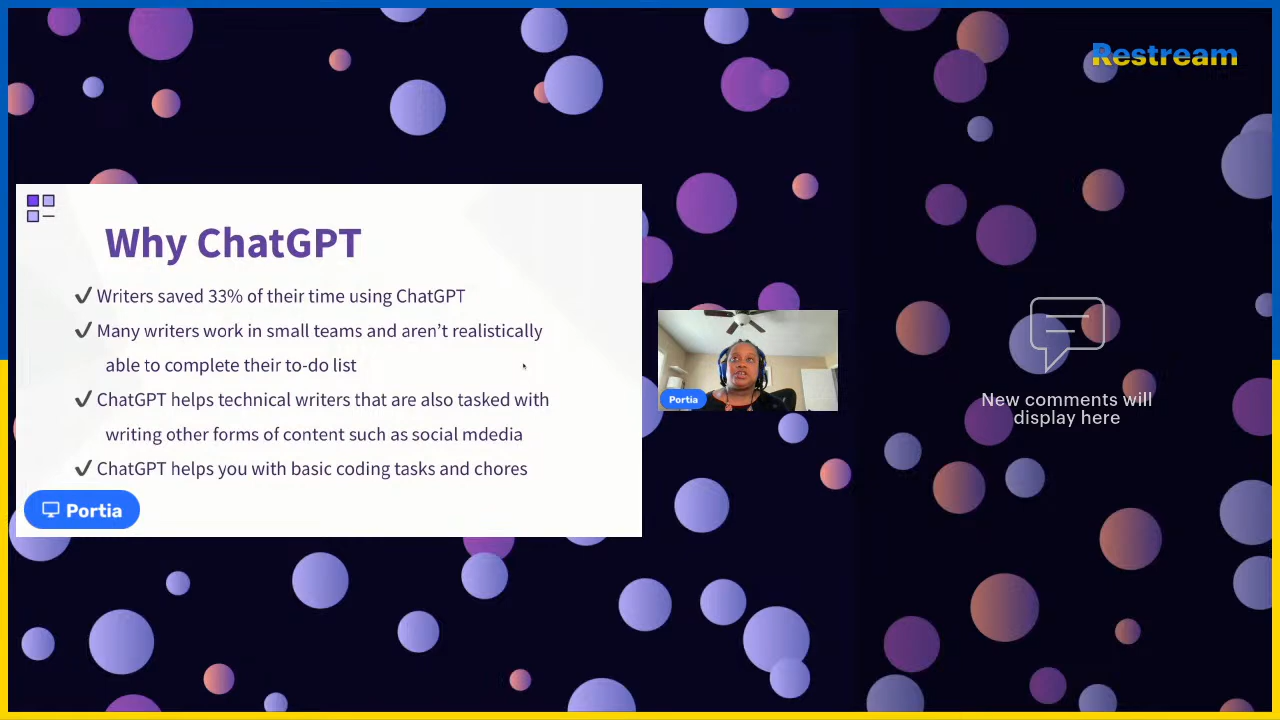 Restream
Why ChatGPT
✔ Writers saved 33% of their time using ChatGPT
✔ Many writers work in small teams and aren't realistically
able to complete their to-do list
✔ ChatGPT helps technical writers that are also tasked with
writing other forms of content such as social mdedia
✔ ChatGPT helps you with basic coding tasks and chores
Portia
Portia
New comments will
display here